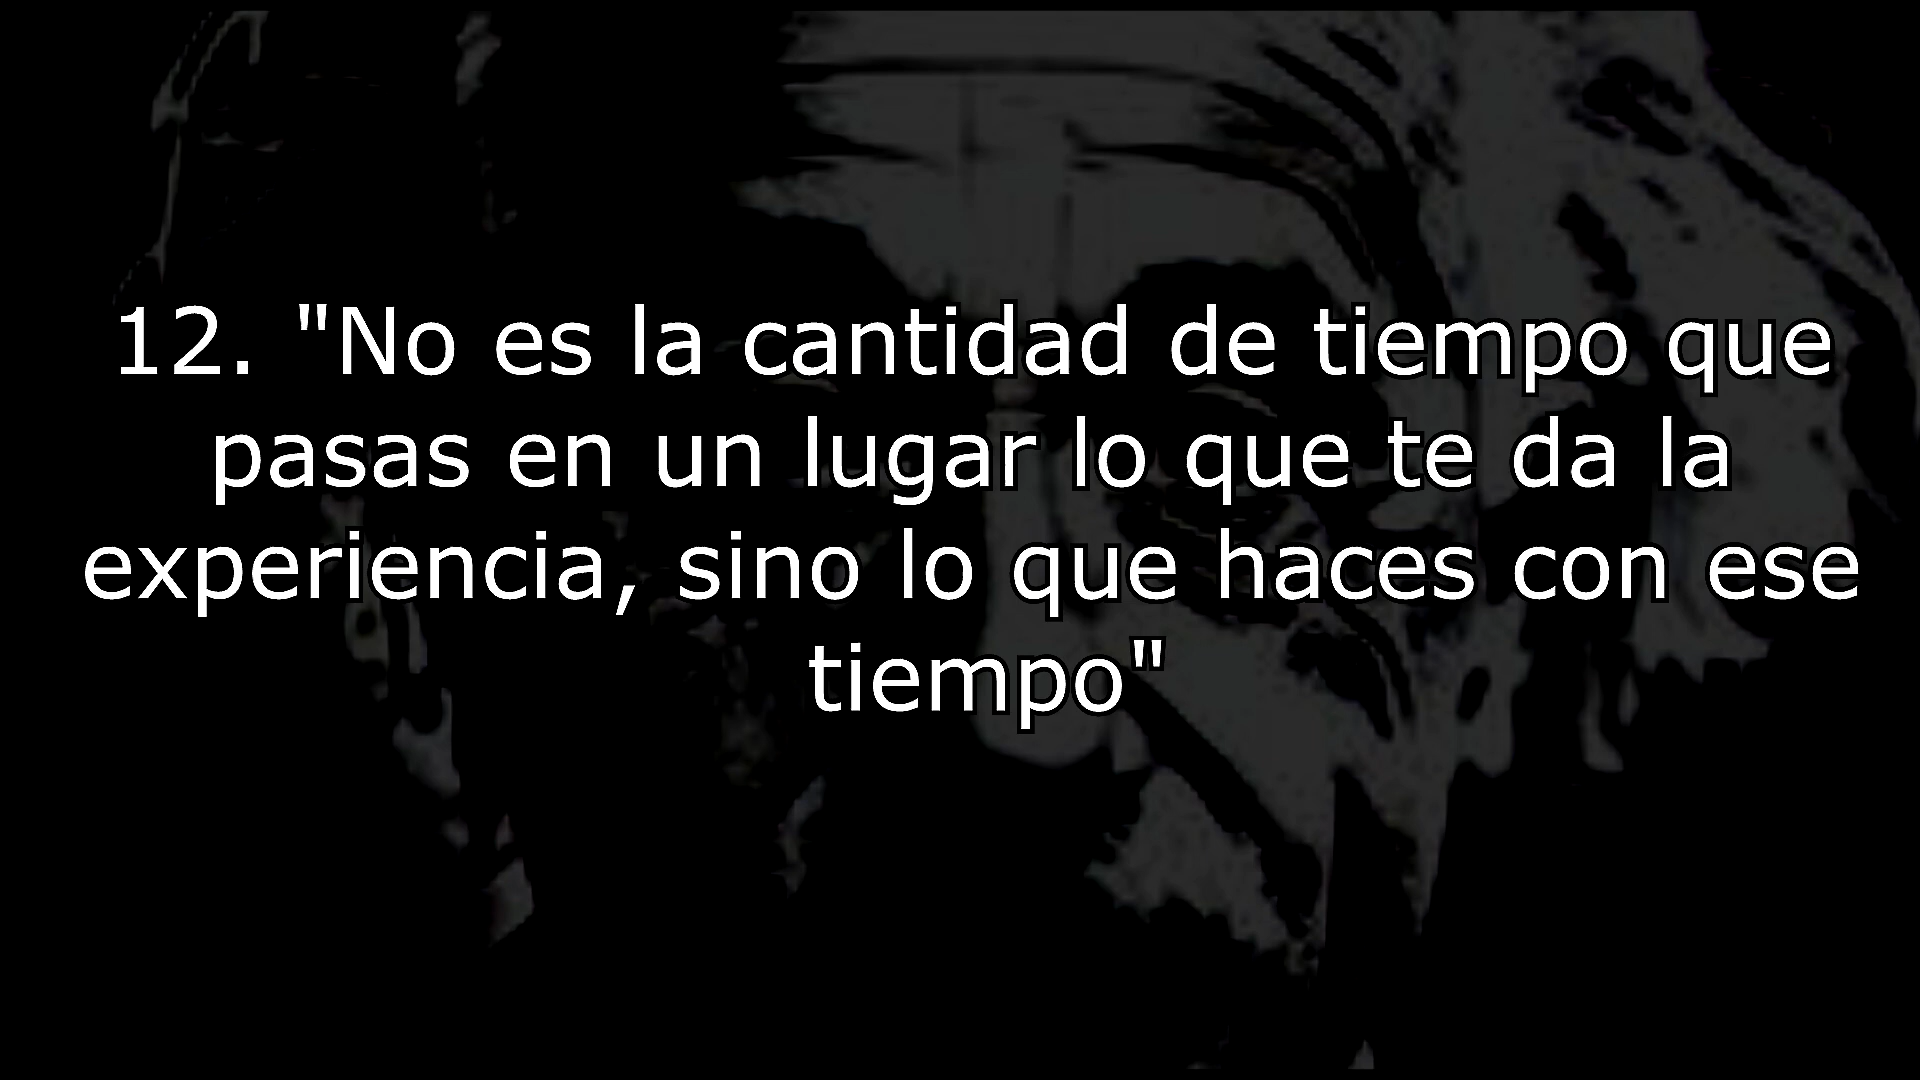 12. "No es la cantidad de tiempo que
pasas en un lugar lo que te da la
experiencia, sino lo que haces con ese
tiempo"